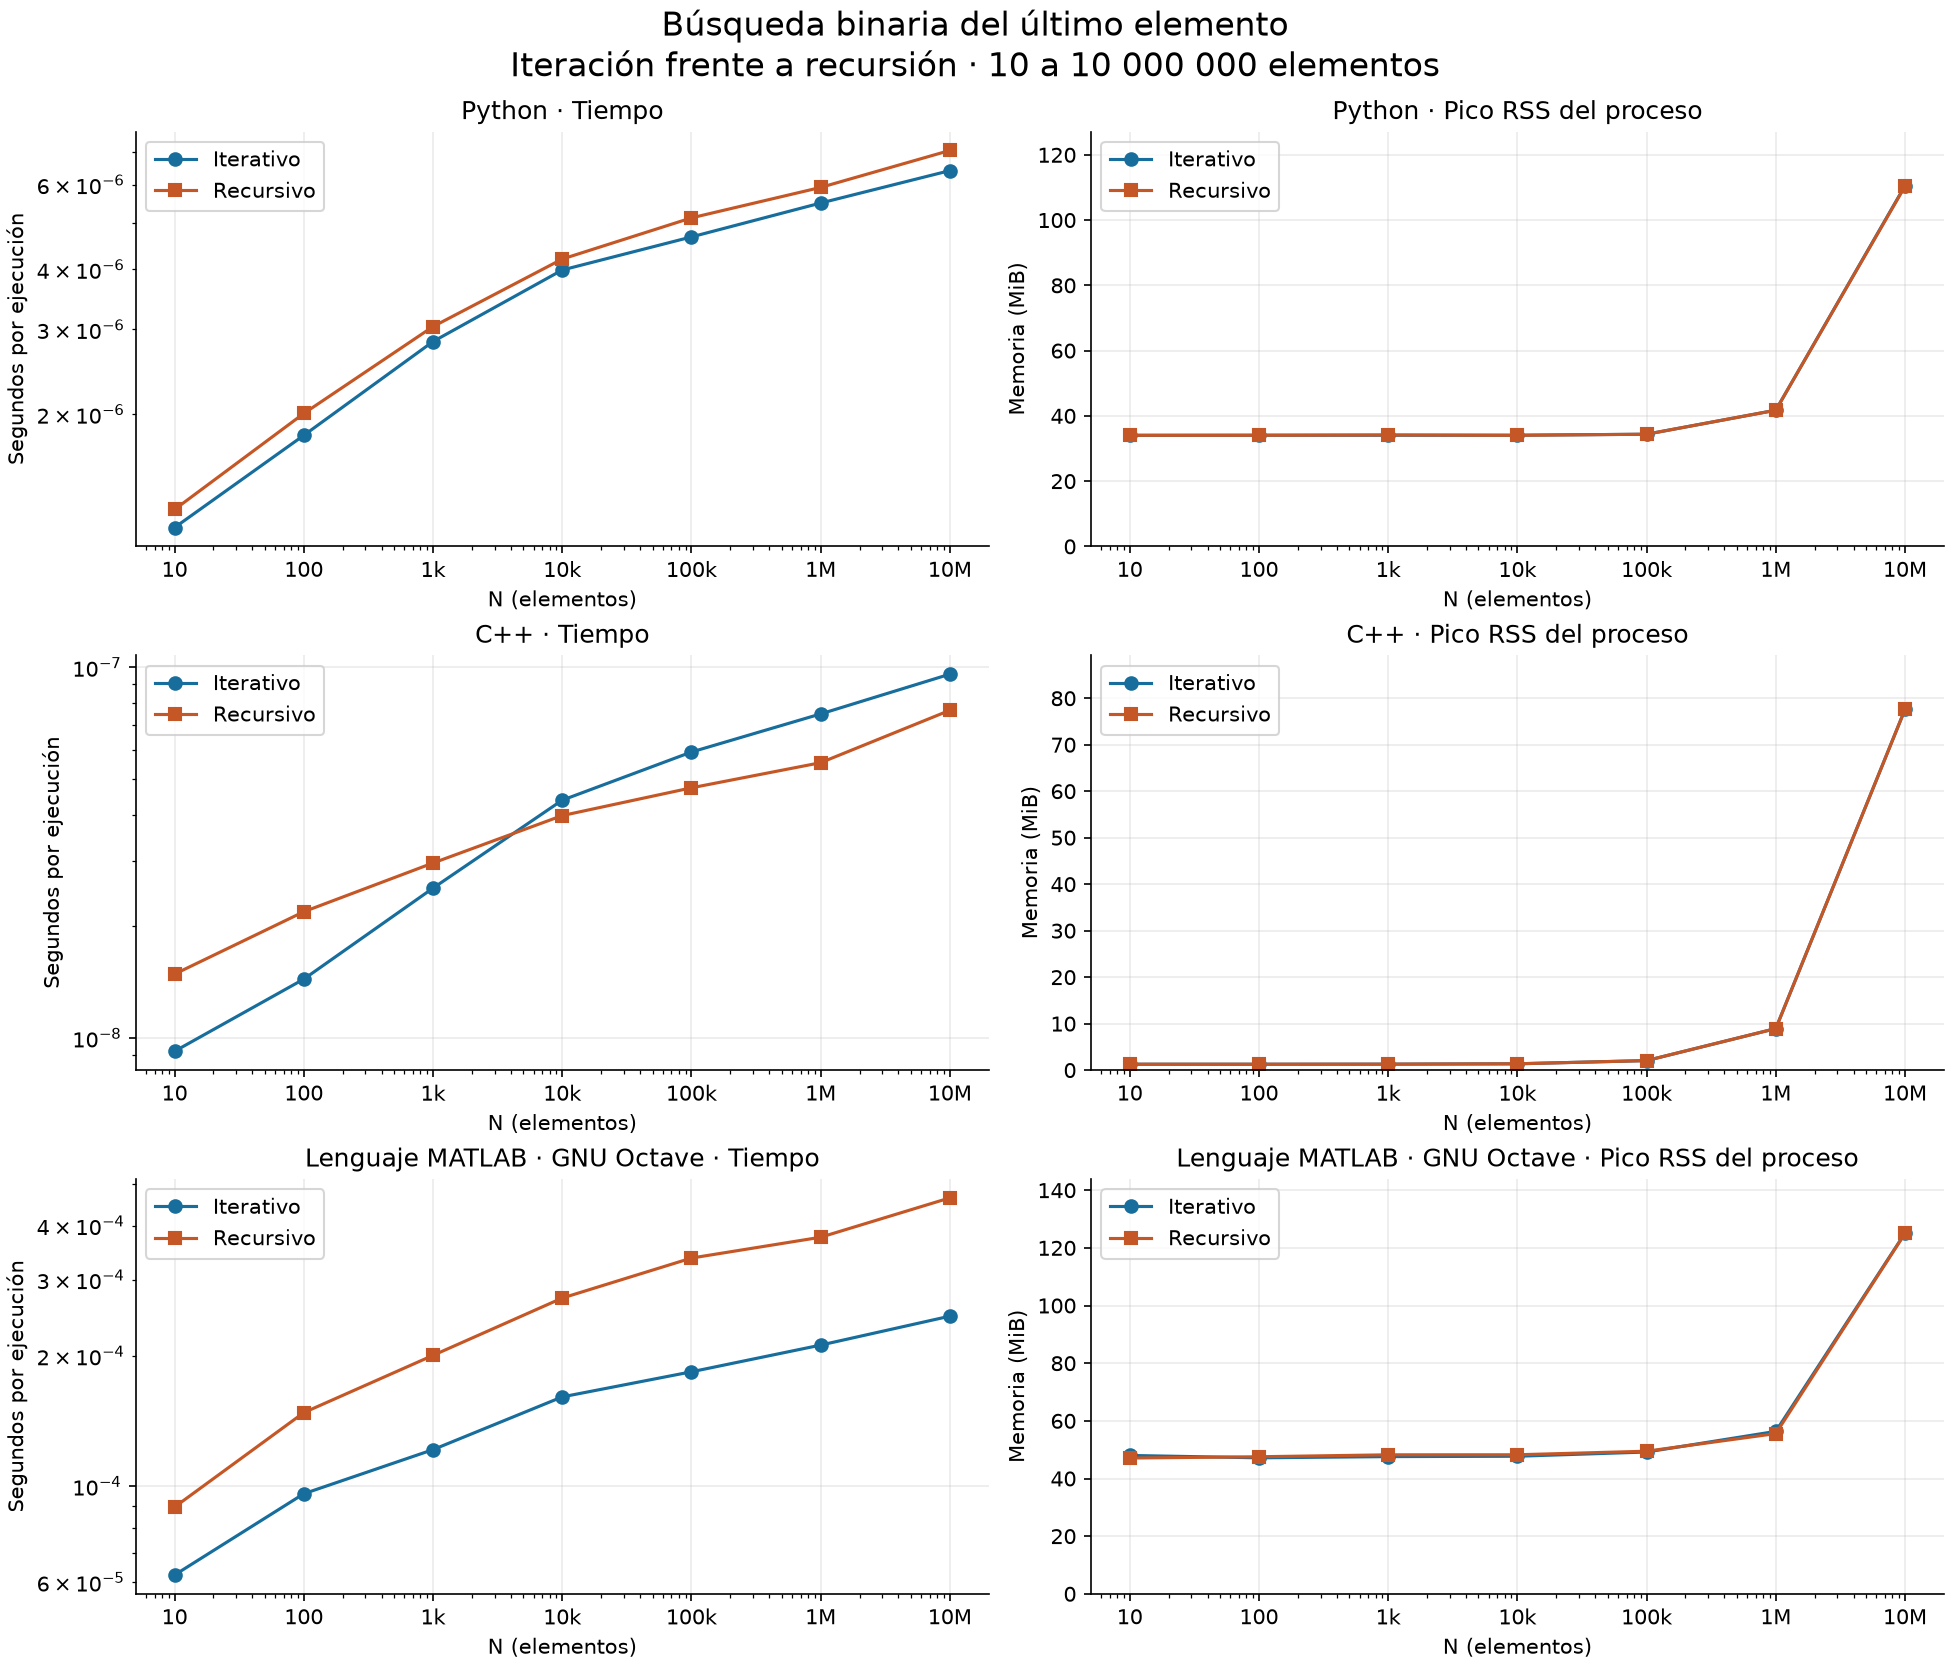 Búsqueda binaria del último elemento
Iteración frente a recursión · 10 a 10 000 000 elementos
Python · Tiempo
Iterativo
Recursivo
6 × 10⁻⁶
4 × 10⁻⁶
3 × 10⁻⁶
2 × 10⁻⁶
Segundos por ejecución
10 100 1k 10k 100k 1M 10M
N (elementos)
Python · Pico RSS del proceso
Iterativo
Recursivo
120
100
80
60
40
20
0
Memoria (MiB)
10 100 1k 10k 100k 1M 10M
N (elementos)
C++ · Tiempo
Iterativo
Recursivo
10⁻⁷
10⁻⁸
Segundos por ejecución
10 100 1k 10k 100k 1M 10M
N (elementos)
C++ · Pico RSS del proceso
Iterativo
Recursivo
80
70
60
50
40
30
20
10
0
Memoria (MiB)
10 100 1k 10k 100k 1M 10M
N (elementos)
Lenguaje MATLAB · GNU Octave · Tiempo
Iterativo
Recursivo
4 × 10⁻⁴
3 × 10⁻⁴
2 × 10⁻⁴
10⁻⁴
6 × 10⁻⁵
Segundos por ejecución
10 100 1k 10k 100k 1M 10M
N (elementos)
Lenguaje MATLAB · GNU Octave · Pico RSS del proceso
Iterativo
Recursivo
140
120
100
80
60
40
20
0
Memoria (MiB)
10 100 1k 10k 100k 1M 10M
N (elementos)